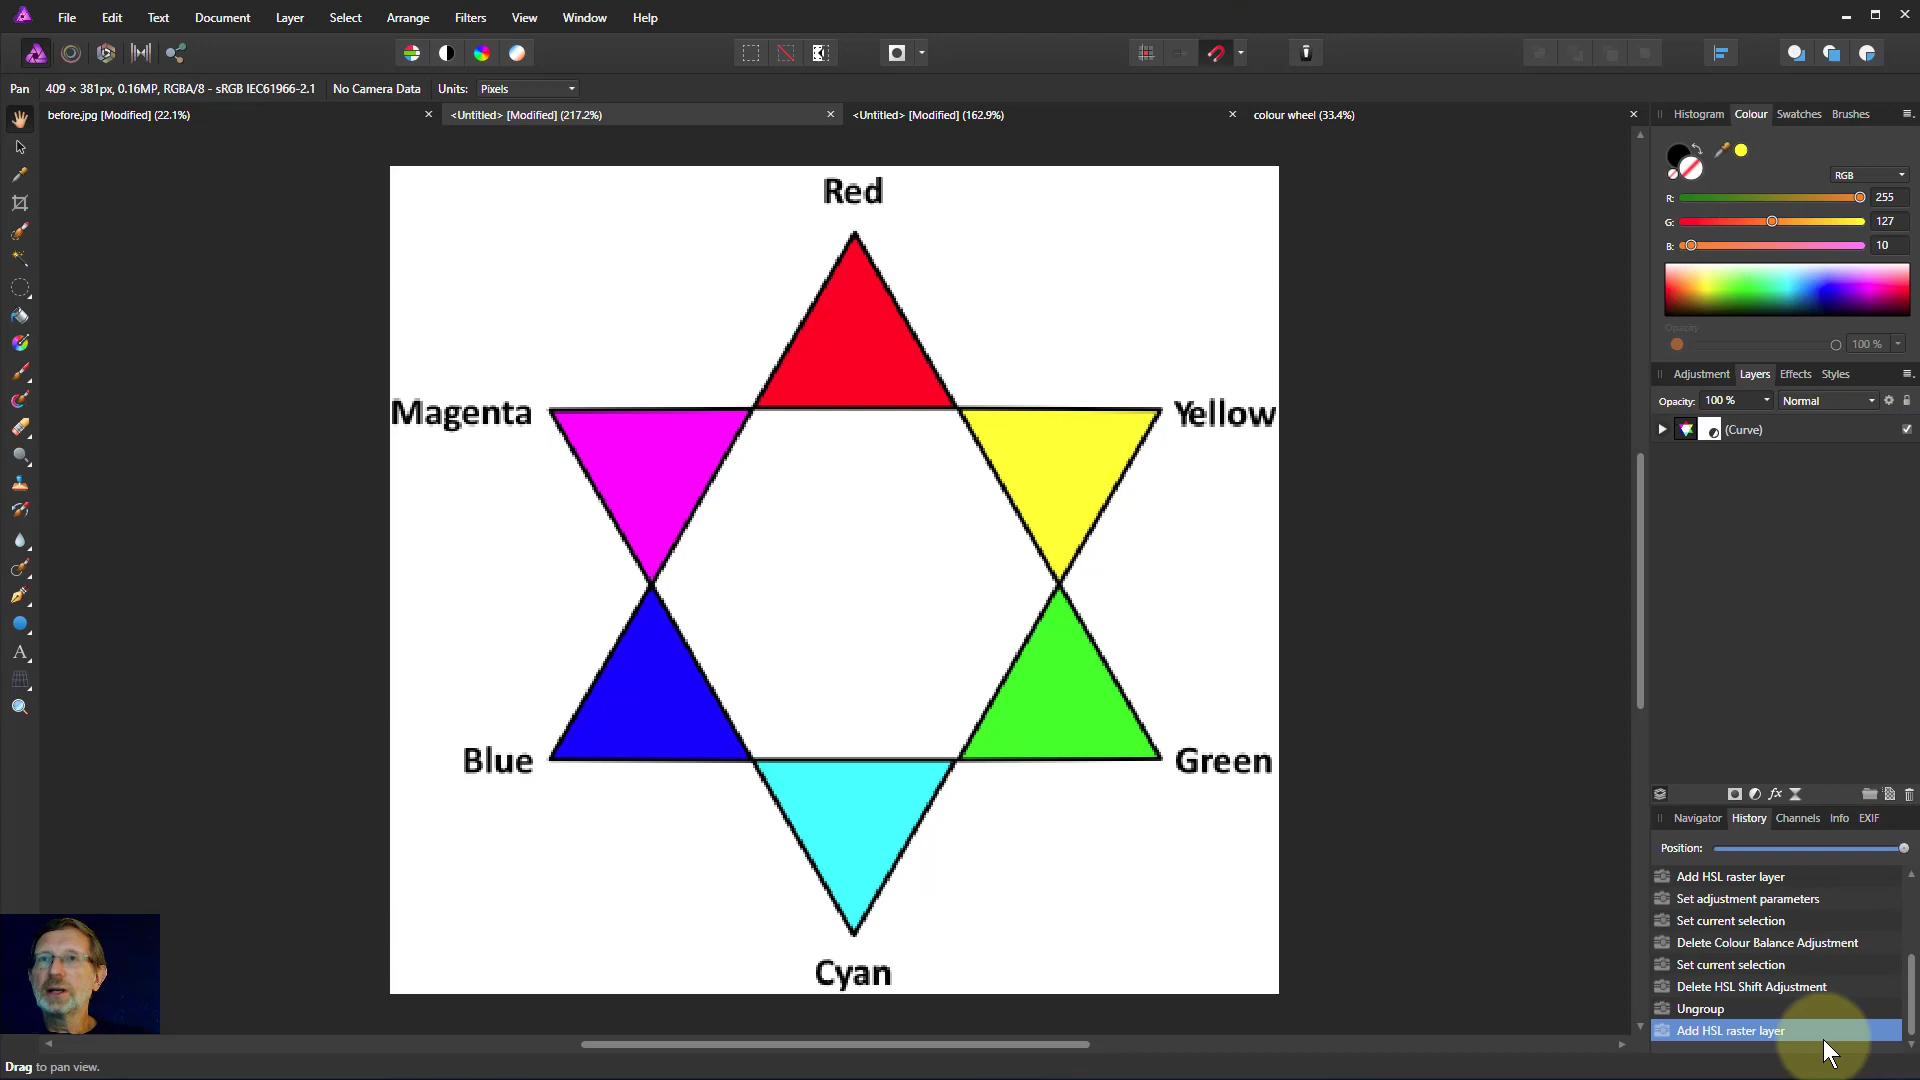 File Edit Text Document Layer Select Arrange Filters View Window Help
Pan 409 × 381px, 0.16MP, RGBA/8 - sRGB IEC61966-2.1 No Camera Data Units: Pixels
before.jpg [Modified] (22.1%) <Untitled> [Modified] (217.2%) <Untitled> [Modified] (162.9%) colour wheel (33.4%)
Histogram Colour Swatches Brushes
RGB
R: 255
G: 127
B: 10
Opacity
100 %
Adjustment Layers Effects Styles
Opacity: 100 % Normal
(Curve)
Red
Magenta
Yellow
Blue
Green
Cyan
Navigator History Channels Info EXIF
Position:
Add HSL raster layer
Set adjustment parameters
Set current selection
Delete Colour Balance Adjustment
Set current selection
Delete HSL Shift Adjustment
Ungroup
Add HSL raster layer
Drag to pan view.